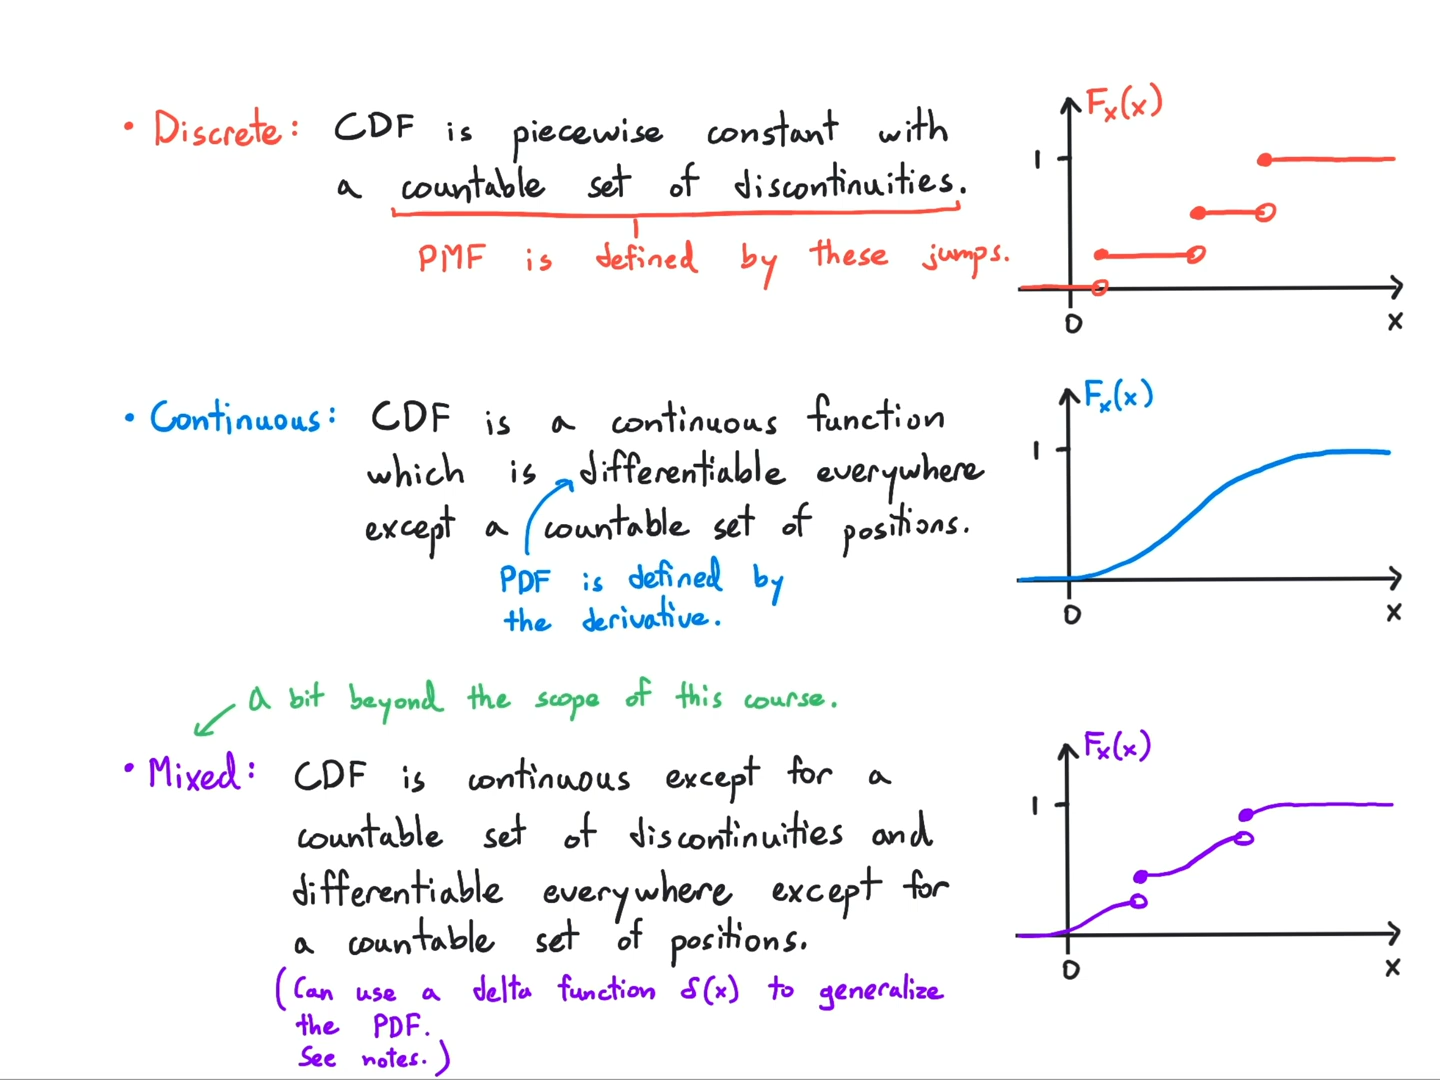 • Discrete: CDF is piecewise constant with
a countable set of discontinuities.
PMF is defined by these jumps.
Fx(x)
1
0
x
• Continuous: CDF is a continuous function
which is differentiable everywhere
except a countable set of positions.
PDF is defined by
the derivative.
Fx(x)
1
0
x
a bit beyond the scope of this course.
• Mixed: CDF is continuous except for a
countable set of discontinuities and
differentiable everywhere except for
a countable set of positions.
(Can use a delta function δ(x) to generalize
the PDF.
See notes.)
Fx(x)
1
0
x